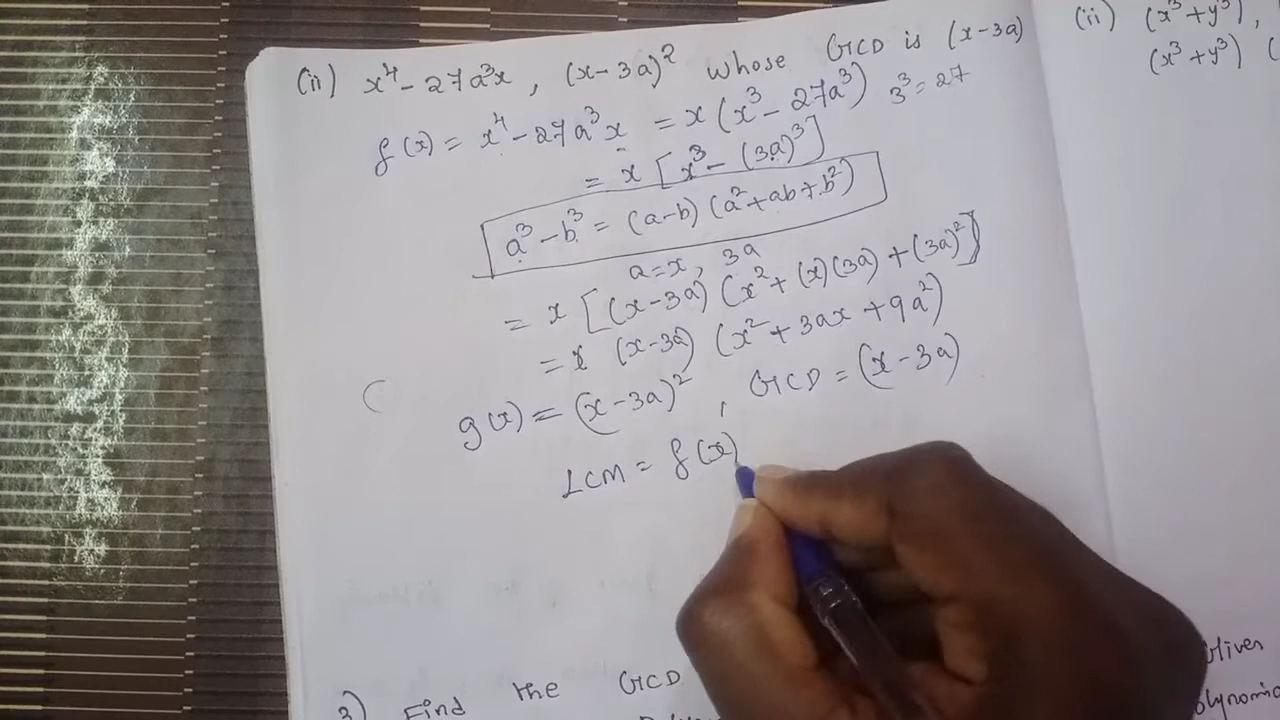 (ii) x⁴ - 27a³x , (x-3a)² whose GCD is (x-3a)
f(x) = x⁴ - 27a³x = x(x³ - 27a³) 3³ = 27
= x [x³ - (3a)³]
a³ - b³ = (a-b) (a² + ab + b²)
a = x, 3a
= x [(x-3a) (x² + (x)(3a) + (3a)²)]
= x (x-3a) (x² + 3ax + 9a²)
g(x) = (x-3a)² , GCD = (x-3a)
LCM = f(x)
3) Find the GCD
(ii) (x³ + y³),
(x³ + y³) (